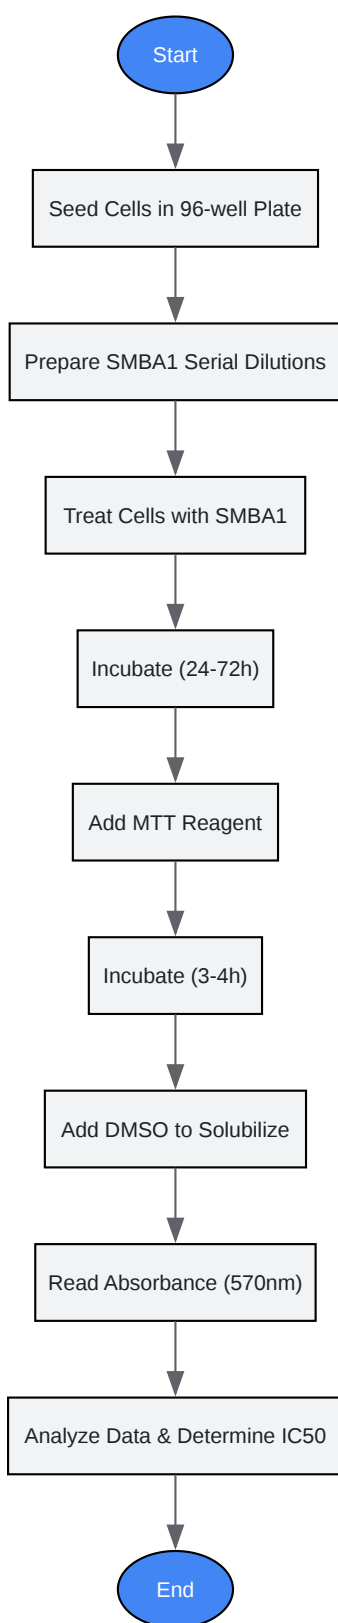 Start
Seed Cells in 96-well Plate
Prepare SMBA1 Serial Dilutions
Treat Cells with SMBA1
Incubate (24-72h)
Add MTT Reagent
Incubate (3-4h)
Add DMSO to Solubilize
Read Absorbance (570nm)
Analyze Data & Determine IC50
End